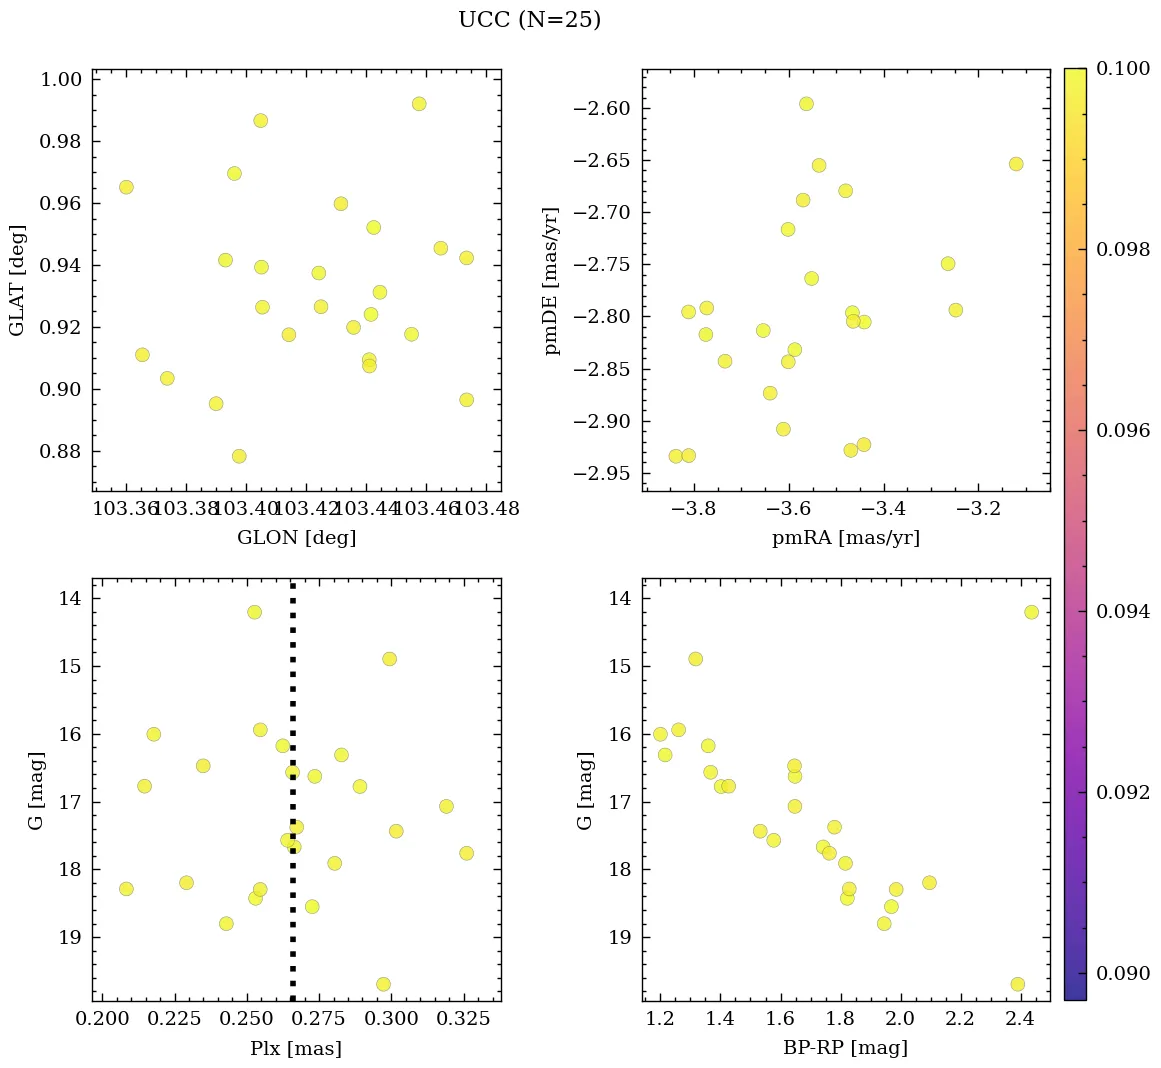 UCC (N=25)
1.00
0.98
0.96
0.94
0.92
0.90
0.88
GLAT [deg]
103.36 103.38 103.40 103.42 103.44 103.46 103.48
GLON [deg]
−2.60
−2.65
−2.70
−2.75
−2.80
−2.85
−2.90
−2.95
pmDE [mas/yr]
−3.8 −3.6 −3.4 −3.2
pmRA [mas/yr]
0.100
0.098
0.096
0.094
0.092
0.090
14
15
16
17
18
19
G [mag]
0.200 0.225 0.250 0.275 0.300 0.325
Plx [mas]
14
15
16
17
18
19
G [mag]
1.2 1.4 1.6 1.8 2.0 2.2 2.4
BP-RP [mag]